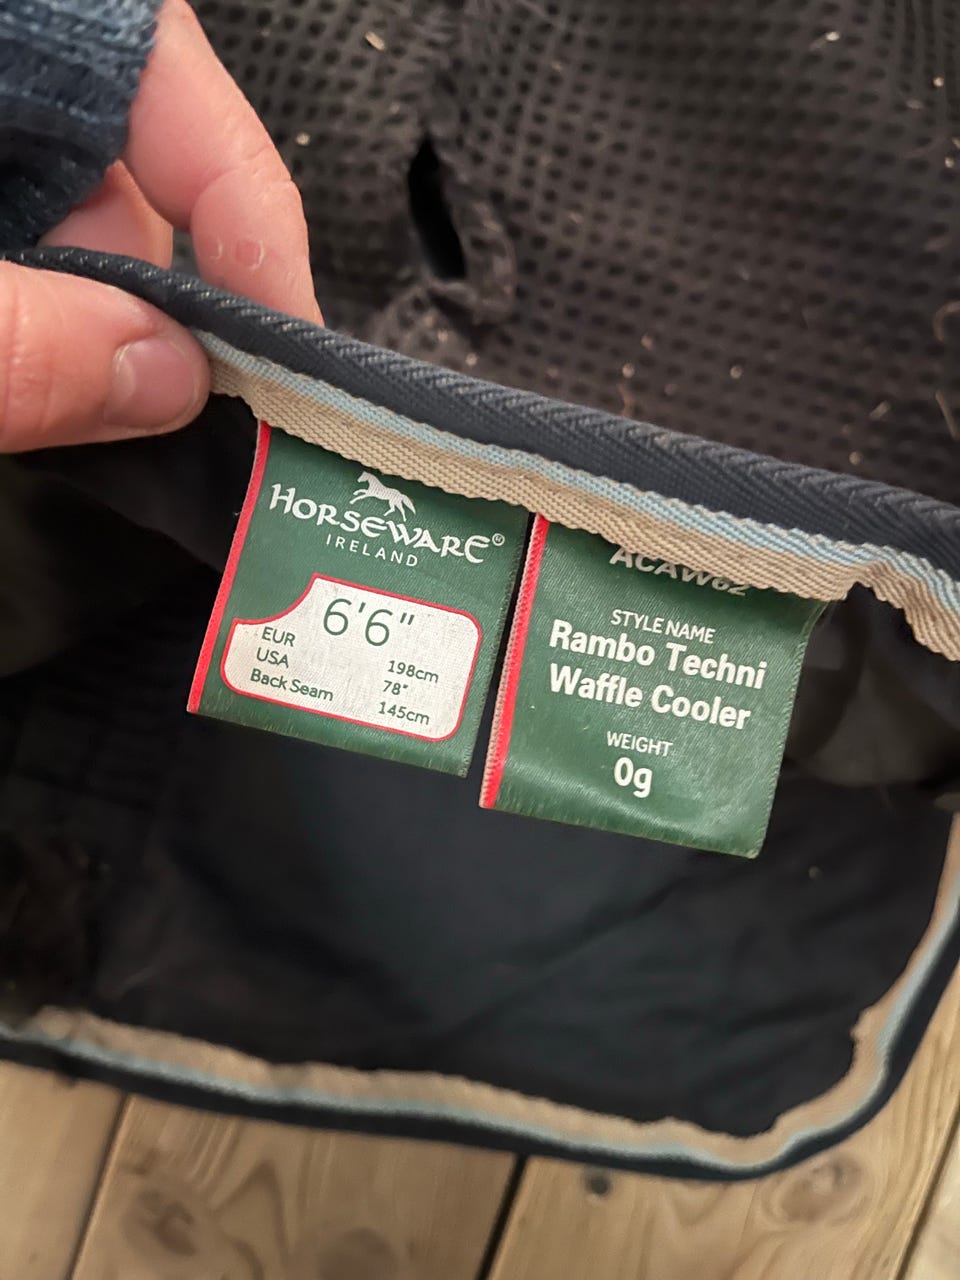 HORSEWARE®
IRELAND
6'6"
EUR 198cm
USA 78"
Back Seam 145cm
ACAW62
STYLE NAME
Rambo Techni
Waffle Cooler
WEIGHT
0g